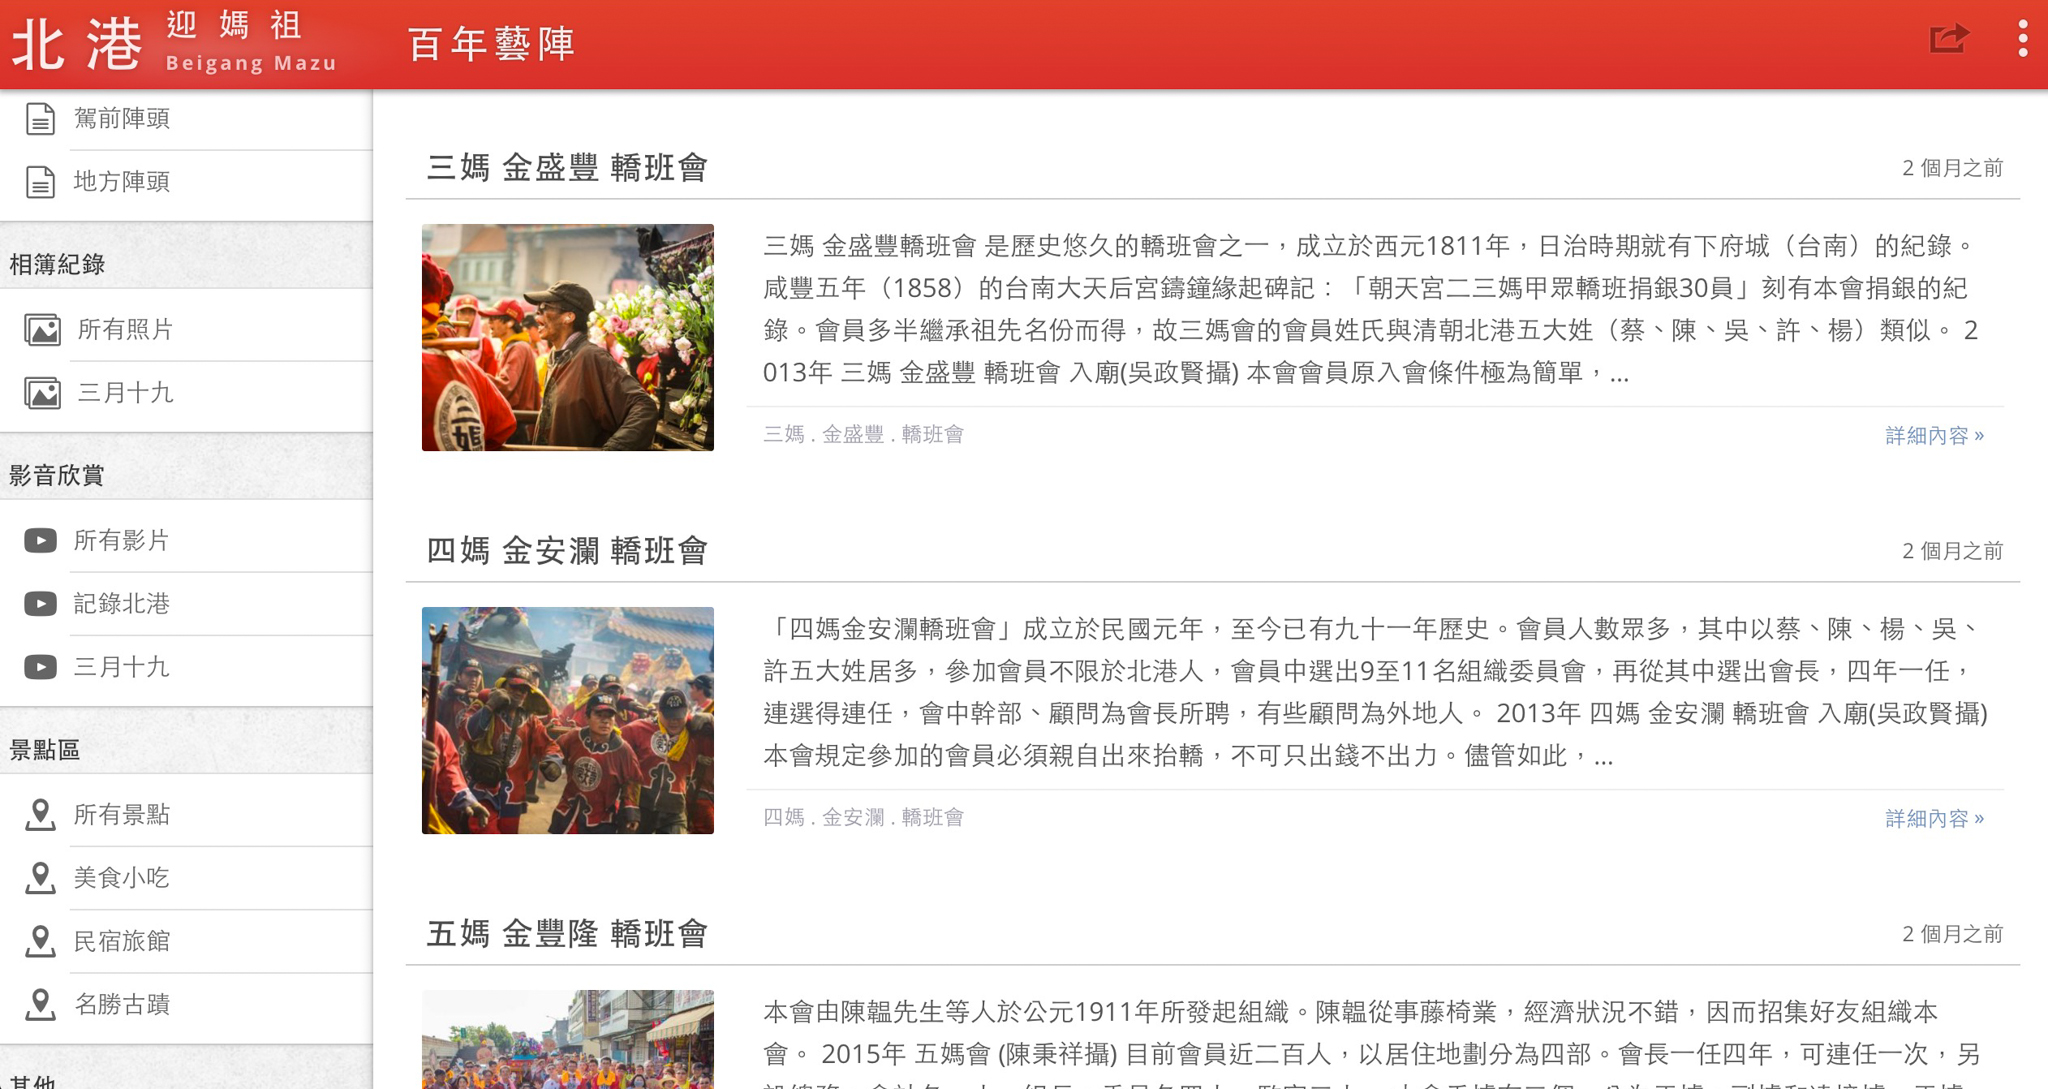 北港 迎媽祖
Beigang Mazu
百年藝陣
駕前陣頭
地方陣頭
相簿紀錄
所有照片
三月十九
影音欣賞
所有影片
記錄北港
三月十九
景點區
所有景點
美食小吃
民宿旅館
名勝古蹟
其他
三媽 金盛豐 轎班會
2 個月之前
三媽 金盛豐轎班會 是歷史悠久的轎班會之一，成立於西元1811年，日治時期就有下府城（台南）的紀錄。
咸豐五年（1858）的台南大天后宮鑄鐘緣起碑記：「朝天宮二三媽甲眾轎班捐銀30員」刻有本會捐銀的紀
錄。會員多半繼承祖先名份而得，故三媽會的會員姓氏與清朝北港五大姓（蔡、陳、吳、許、楊）類似。 2
013年 三媽 金盛豐 轎班會 入廟(吳政賢攝) 本會會員原入會條件極為簡單，...
三媽 . 金盛豐 . 轎班會
詳細內容 »
四媽 金安瀾 轎班會
2 個月之前
「四媽金安瀾轎班會」成立於民國元年，至今已有九十一年歷史。會員人數眾多，其中以蔡、陳、楊、吳、
許五大姓居多，參加會員不限於北港人，會員中選出9至11名組織委員會，再從其中選出會長，四年一任，
連選得連任，會中幹部、顧問為會長所聘，有些顧問為外地人。 2013年 四媽 金安瀾 轎班會 入廟(吳政賢攝)
本會規定參加的會員必須親自出來抬轎，不可只出錢不出力。儘管如此，...
四媽 . 金安瀾 . 轎班會
詳細內容 »
五媽 金豐隆 轎班會
2 個月之前
本會由陳韞先生等人於公元1911年所發起組織。陳韞從事藤椅業，經濟狀況不錯，因而招集好友組織本
會。 2015年 五媽會 (陳秉祥攝) 目前會員近二百人，以居住地劃分為四部。會長一任四年，可連任一次，另